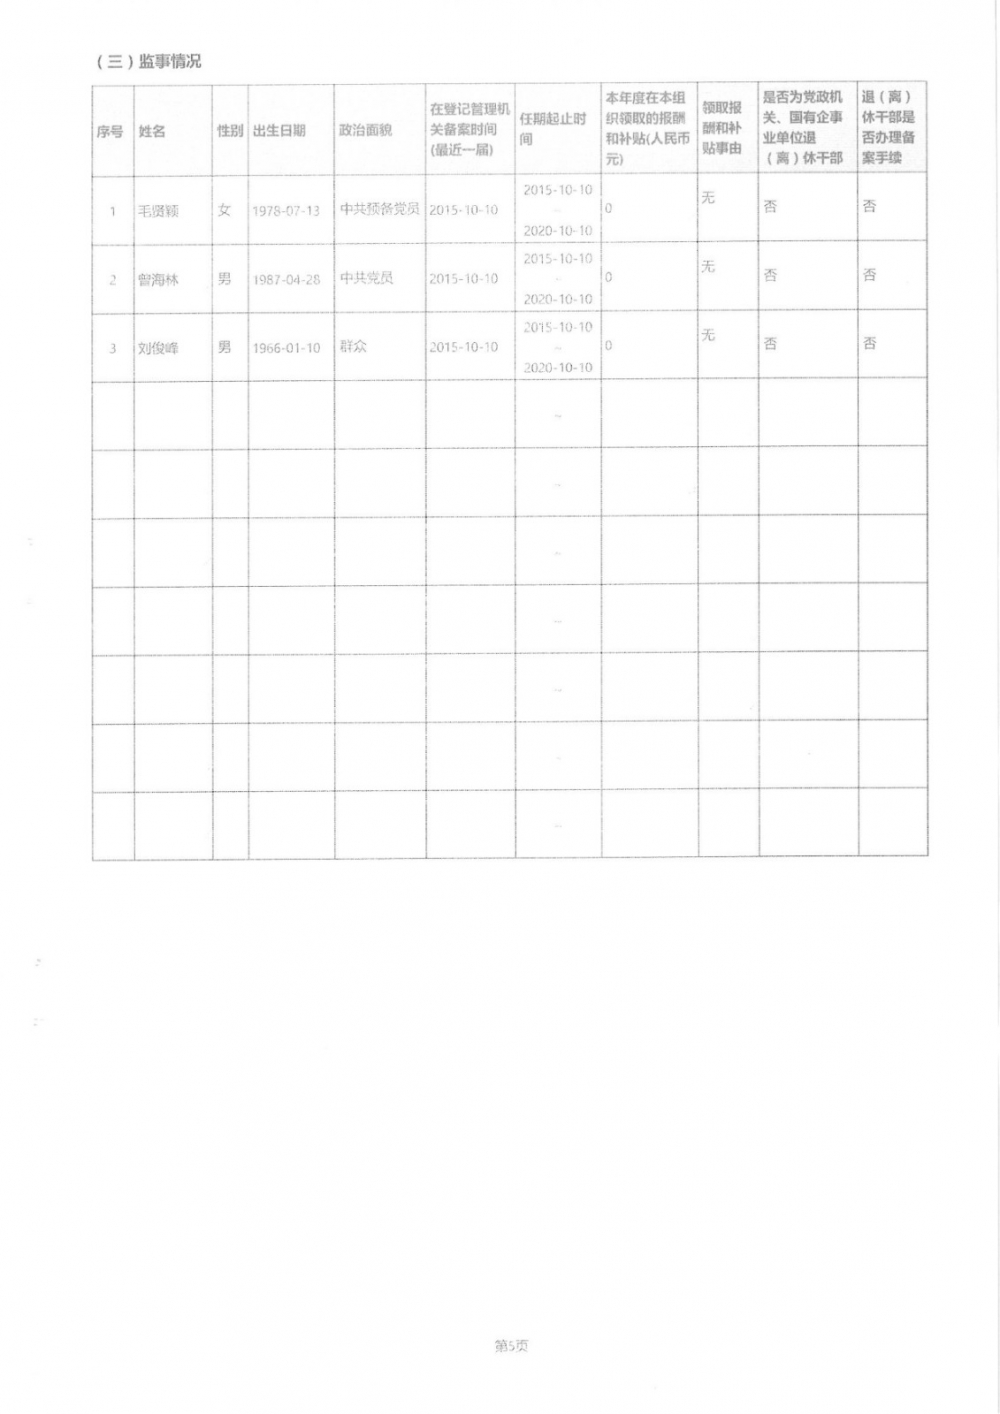 （三）监事情况
序号 姓名 性别 出生日期 政治面貌 在登记管理机关备案时间(最近一届) 任期起止时间 本年度在本组织领取的报酬和补贴(人民币元) 领取报酬和补贴事由 是否为党政机关、国有企事业单位退（离）休干部 退（离）休干部是否办理备案手续
1 毛贤颖 女 1978-07-13 中共预备党员 2015-10-10 2015-10-10 ~ 2020-10-10 0 无 否 否
2 曾海林 男 1987-04-28 中共党员 2015-10-10 2015-10-10 ~ 2020-10-10 0 无 否 否
3 刘俊峰 男 1966-01-10 群众 2015-10-10 2015-10-10 ~ 2020-10-10 0 无 否 否
~
~
~
~
~
~
~
第5页